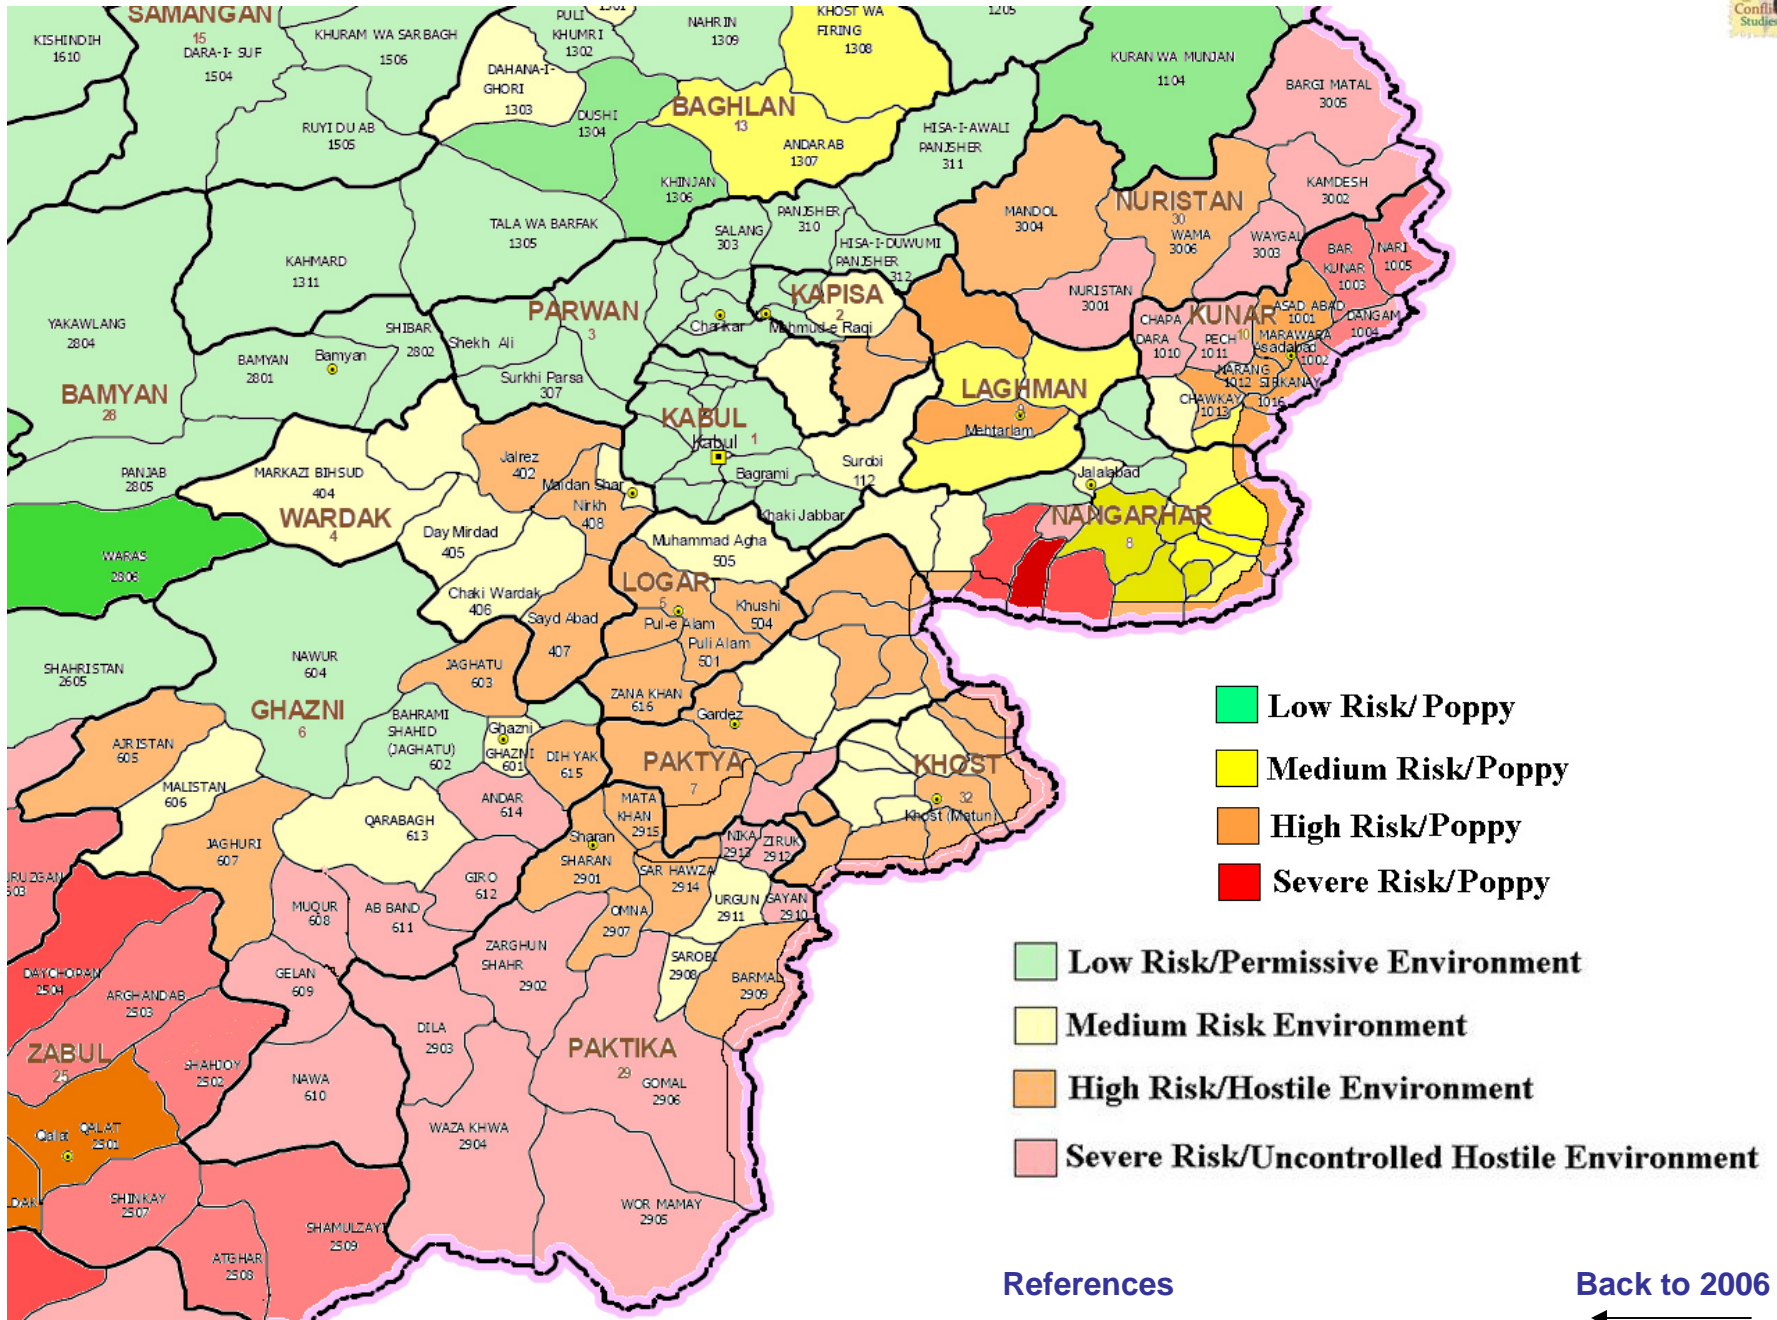 SAMANGAN
15
KISHINDIH
1610
DARA-I- SUF
1504
KHURAM WA SARBAGH
1506
PULI
KHUMRI
1302
NAHRIN
1309
KHOST WA
FIRING
1308
1205
KURAN WA MUNJAN
1104
Conflict
Studies
BARGI MATAL
3005
DAHANA-I-
GHORI
1303
DUSHI
1304
BAGHLAN
13
ANDARAB
1307
HISA-I-AWALI
PANJSHER
311
RUYI DU AB
1505
KHINJAN
1306
TALA WA BARFAK
1305
SALANG
303
PANJSHER
310
HISA-I-DUWUMI
PANJSHER
312
MANDOL
3004
NURISTAN
30
WAMA
3006
KAMDESH
3002
WAYGAL
3003
BAR
KUNAR
1003
NARI
1005
KAHMARD
1311
PARWAN
3
KAPISA
2
Charikar
Mahmud-e Raqi
NURISTAN
3001
KUNAR
10
CHAPA
DARA 1010
PECH
1011
ASAD ABAD
1001
DANGAM
1004
MARAWARA
1002
Asadabad
NARANG
1012
SIRKANAY
1016
CHAWKAY
1013
YAKAWLANG
2804
SHIBAR
2802
Shekh Ali
BAMYAN
2801
Bamyan
Surkhi Parsa
307
BAMYAN
28
KABUL
1
Kabul
Bagrami
LAGHMAN
9
Mehtarlam
Surobi
112
Jalalabad
PANJAB
2805
MARKAZI BIHSUD
404
Jalrez
402
Maidan Shar
Nirkh
408
Khaki Jabbar
WARDAK
4
Day Mirdad
405
Muhammad Agha
505
NANGARHAR
8
WARAS
2806
Chaki Wardak
406
LOGAR
5
Khushi
504
Pul-e Alam
Puli Alam
501
Sayd Abad
407
SHAHRISTAN
2605
NAWUR
604
JAGHATU
603
ZANA KHAN
616
Gardez
Low Risk/Poppy
GHAZNI
6
BAHRAMI
SHAHID
(JAGHATU)
602
Ghazni
GHAZNI
601
DIH YAK
615
AJRISTAN
605
PAKTYA
7
KHOST
32
Khost (Matun)
Medium Risk/Poppy
MALISTAN
606
ANDAR
614
MATA
KHAN
2915
QARABAGH
613
High Risk/Poppy
JAGHURI
607
Sharan
SHARAN
2901
NIKA
2913
ZIRUK
2912
SAR HAWZA
2914
Severe Risk/Poppy
GIRO
612
URGUN
2911
GAYAN
2910
MUQUR
608
AB BAND
611
OMNA
2907
ZARGHUN
SHAHR
2902
SAROBI
2908
BARMAL
2909
Low Risk/Permissive Environment
DAYCHOPAN
2504
ARGHANDAB
2503
GELAN
609
DILA
2903
Medium Risk Environment
ZABUL
25
SHAHJOY
2502
NAWA
610
PAKTIKA
29
GOMAL
2906
High Risk/Hostile Environment
Qalat
QALAT
2501
WAZA KHWA
2904
Severe Risk/Uncontrolled Hostile Environment
SHINKAY
2507
SHAMULZAYI
2509
WOR MAMAY
2905
ATGHAR
2508
References
Back to 2006